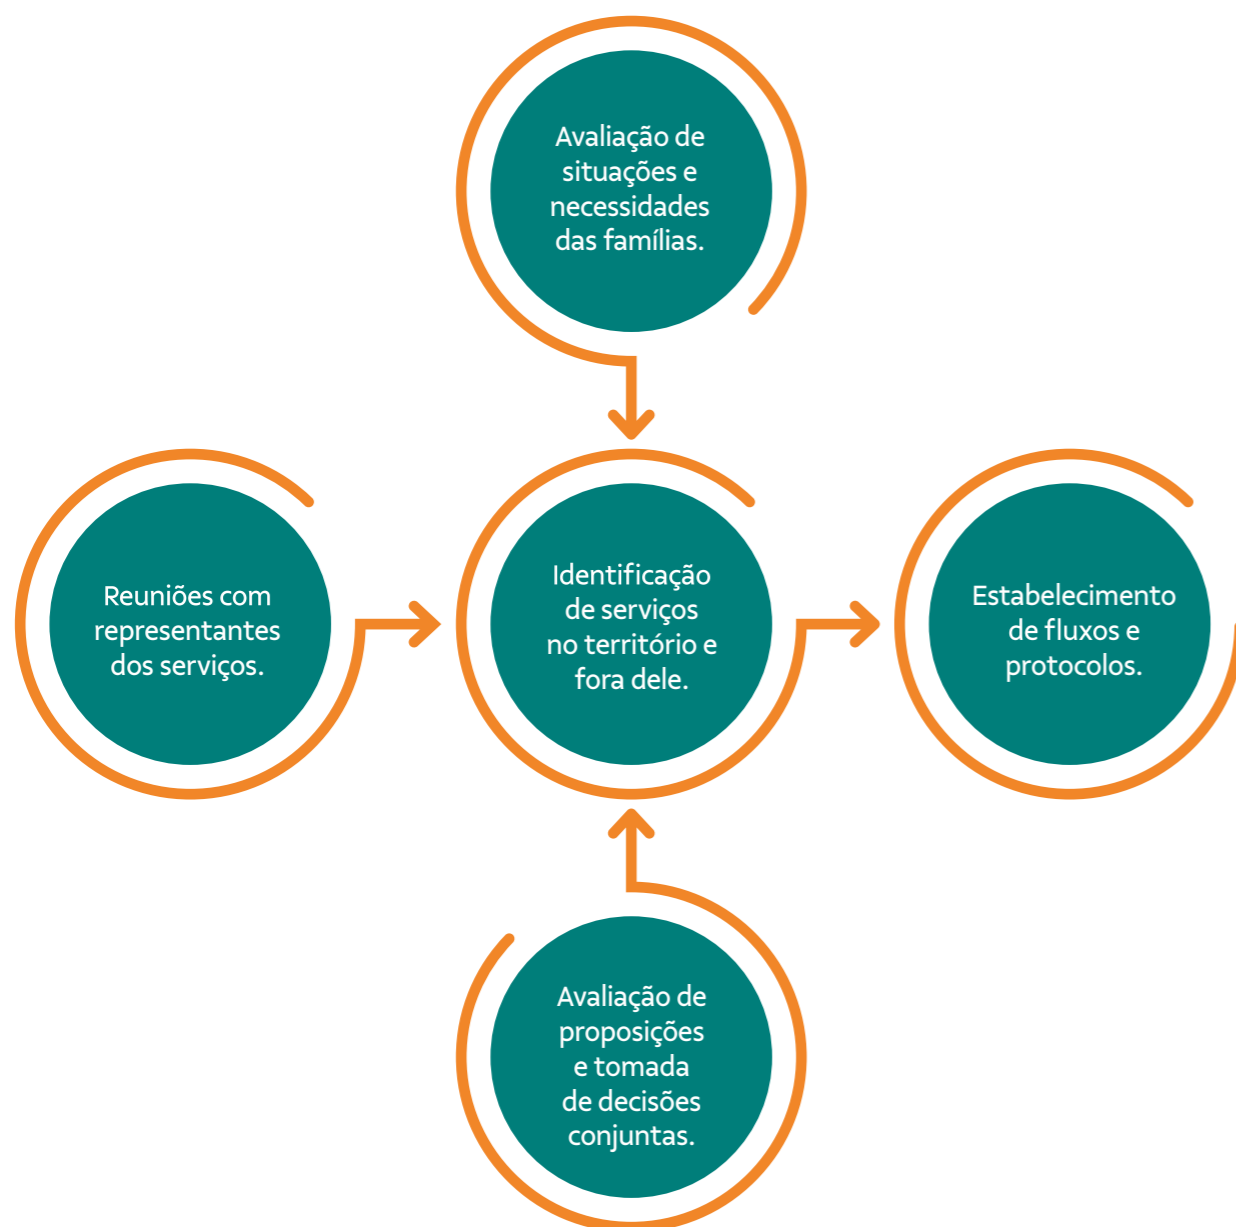 Avaliação de
situações e
necessidades
das famílias.
Reuniões com
representantes
dos serviços.
Identificação
de serviços
no território e
fora dele.
Estabelecimento
de fluxos e
protocolos.
Avaliação de
proposições
e tomada
de decisões
conjuntas.